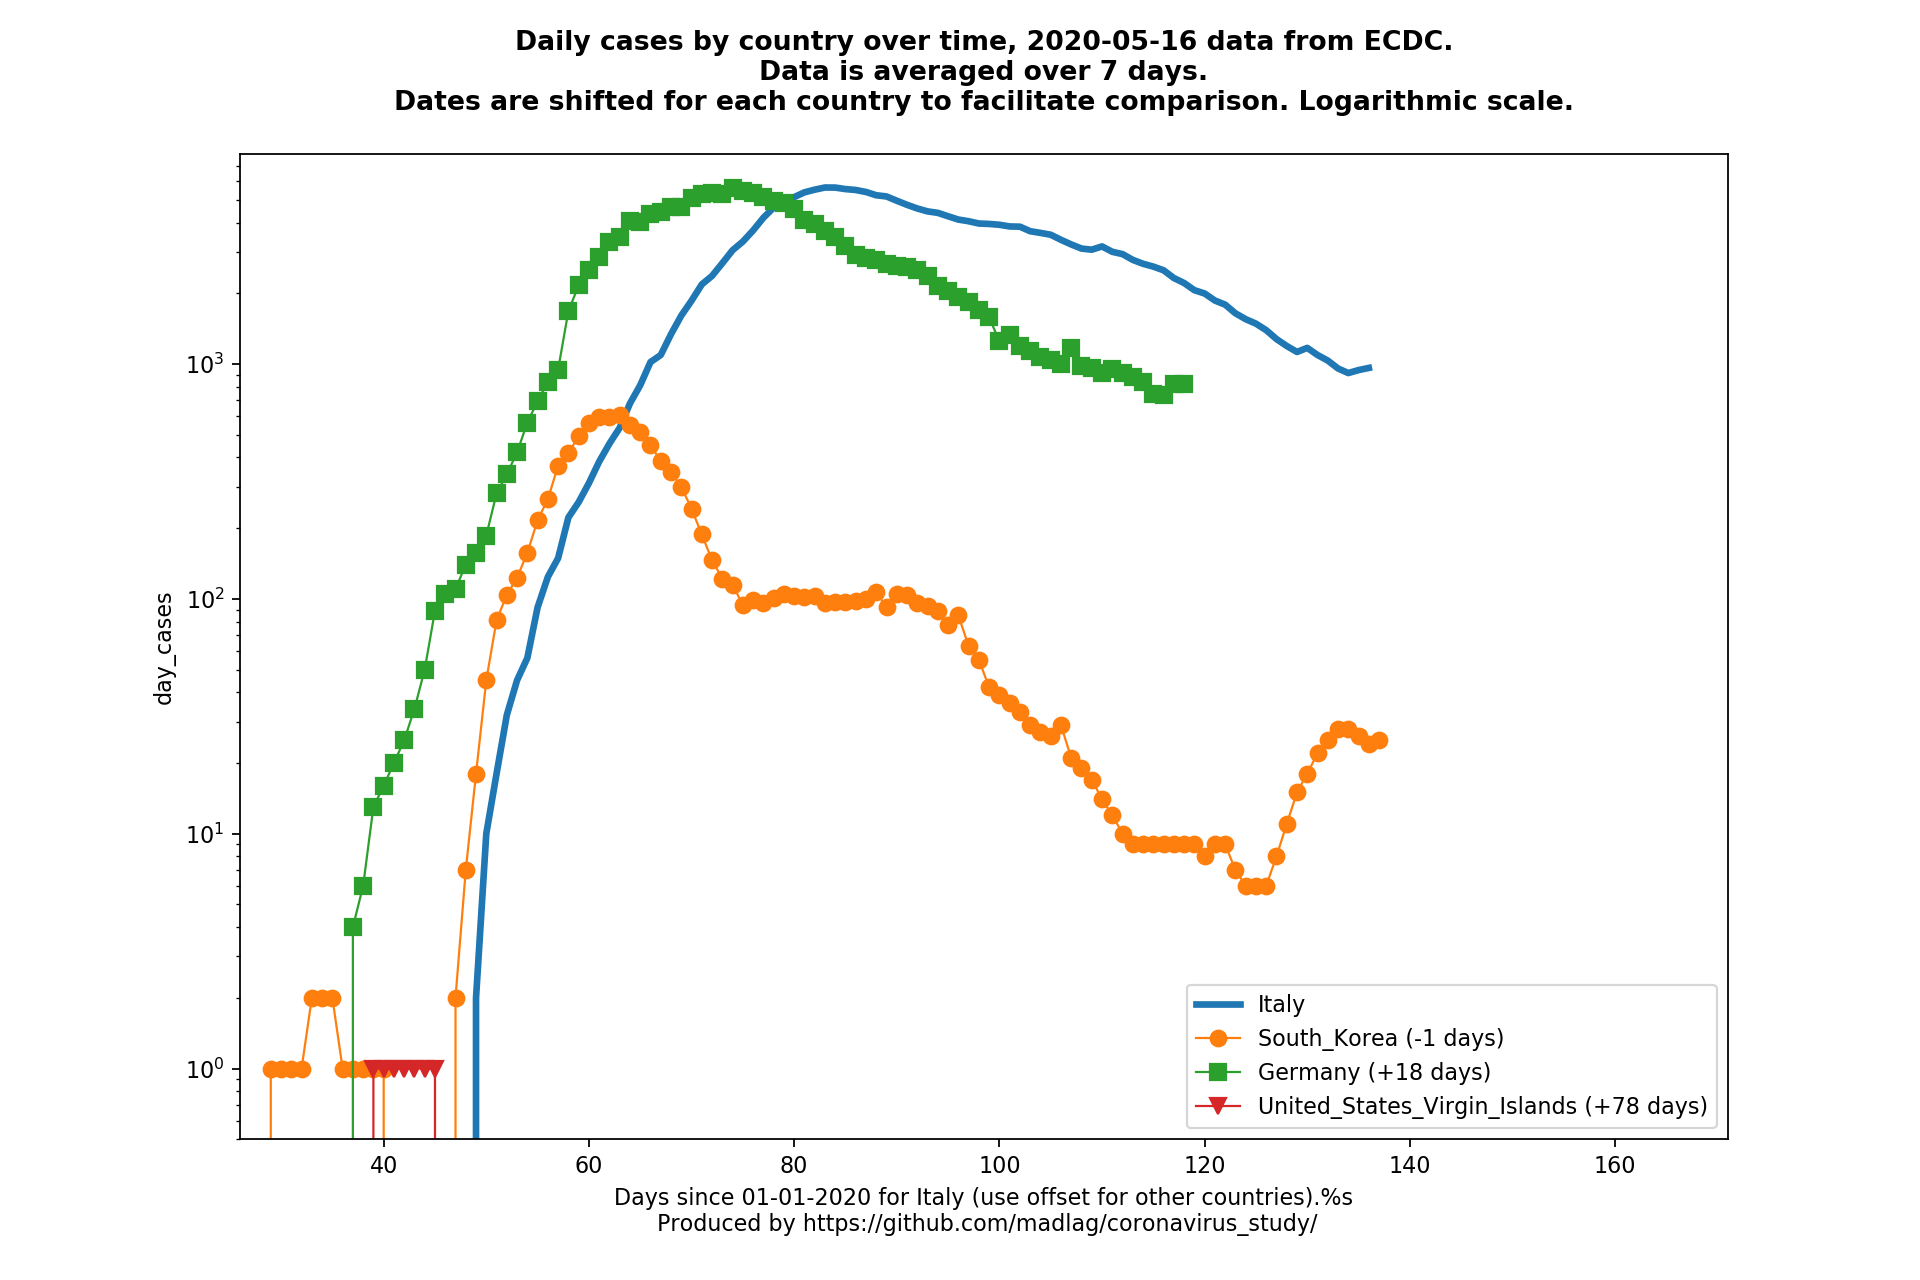 Daily cases by country over time, 2020-05-16 data from ECDC.
Data is averaged over 7 days.
Dates are shifted for each country to facilitate comparison. Logarithmic scale.
day_cases
10³
10²
10¹
10⁰
Italy
South_Korea (-1 days)
Germany (+18 days)
United_States_Virgin_Islands (+78 days)
40 60 80 100 120 140 160
Days since 01-01-2020 for Italy (use offset for other countries).%s
Produced by https://github.com/madlag/coronavirus_study/